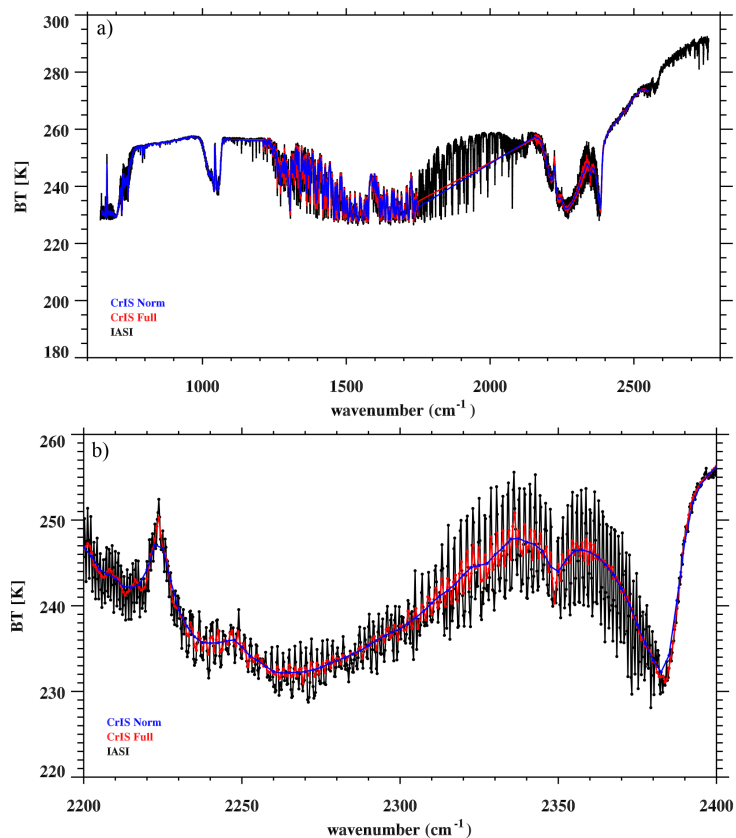 a)
300
280
260
240
220
200
180
BT [K]
CrIS Norm
CrIS Full
IASI
1000
1500
2000
2500
wavenumber (cm⁻¹)
b)
260
250
240
230
220
BT [K]
CrIS Norm
CrIS Full
IASI
2200
2250
2300
2350
2400
wavenumber (cm⁻¹)